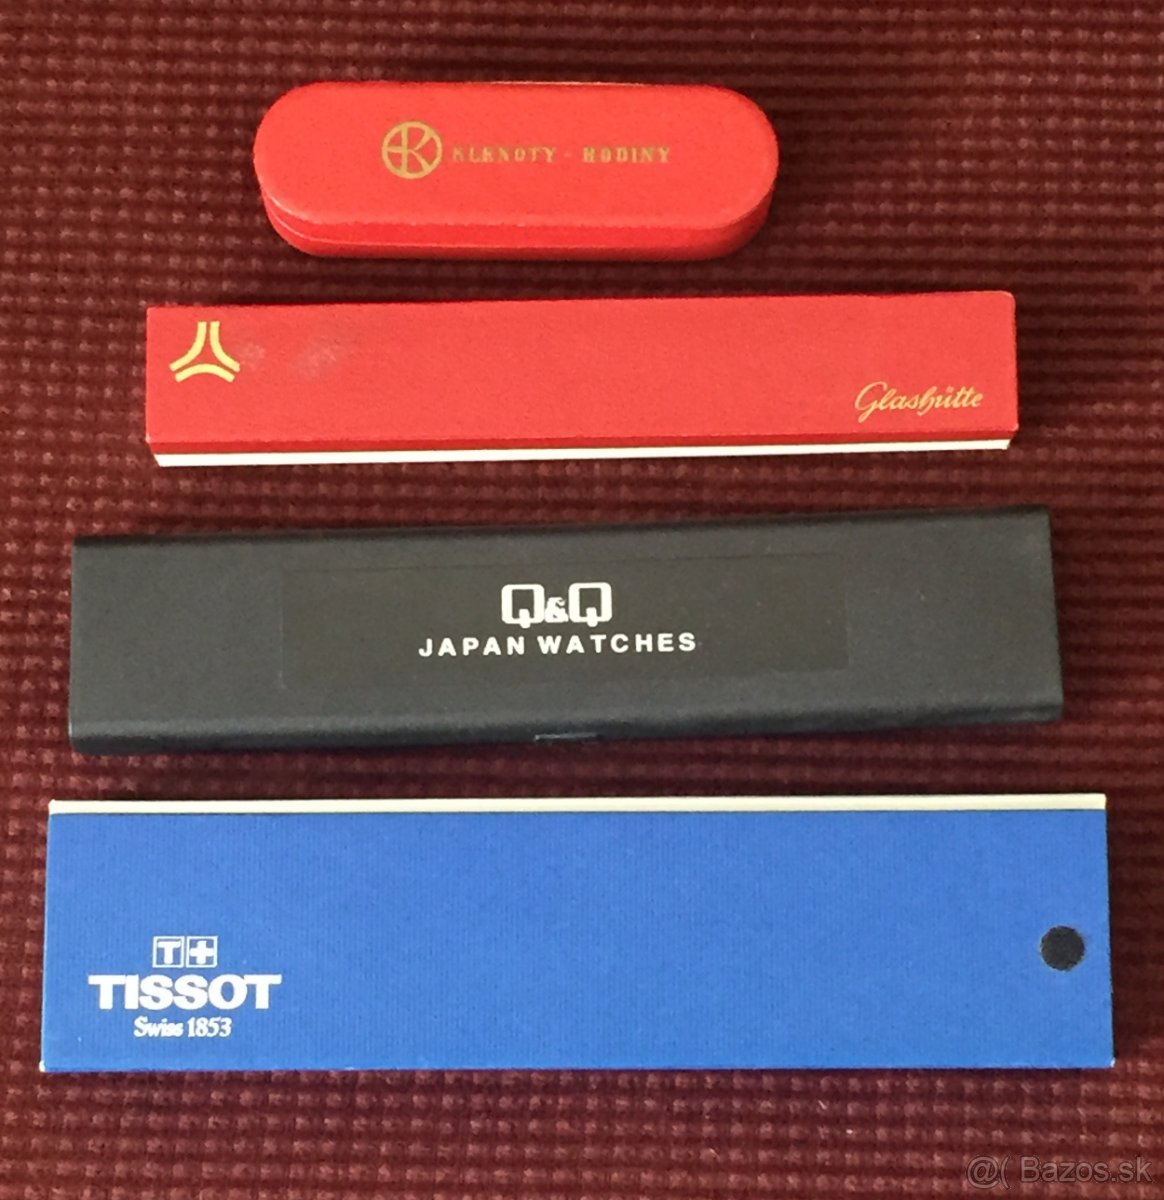 KLENOTY - HODINY
Glashütte
Q&Q
JAPAN WATCHES
T+
TISSOT
Swiss 1853
@( Bazos.sk